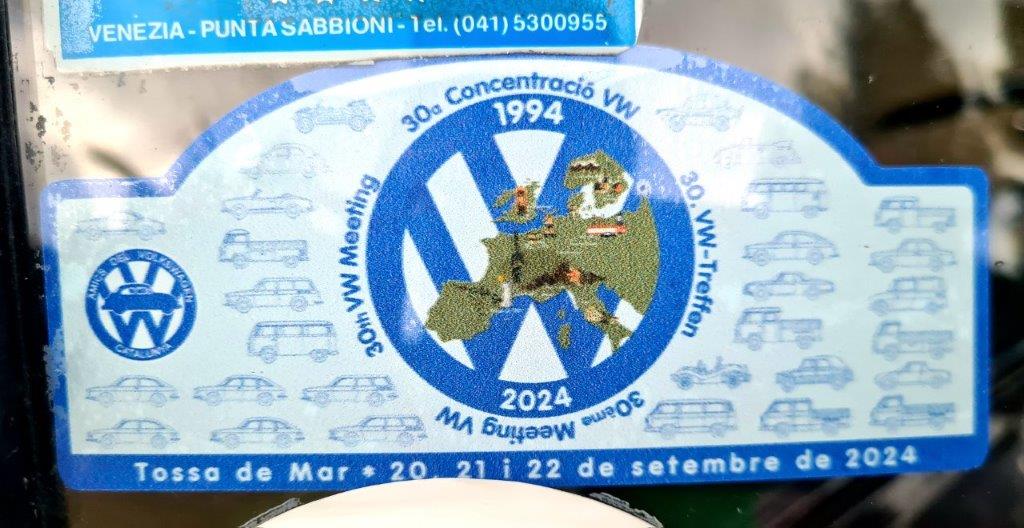 VENEZIA - PUNTA SABBIONI - Tel. (041) 5300955
30a Concentració VW
1994
30th VW Meeting
30. VW-Treffen
AMICS DEL VOLKSWAGEN
CATALUNYA
2024
30ème Meeting VW
Tossa de Mar * 20, 21 i 22 de setembre de 2024